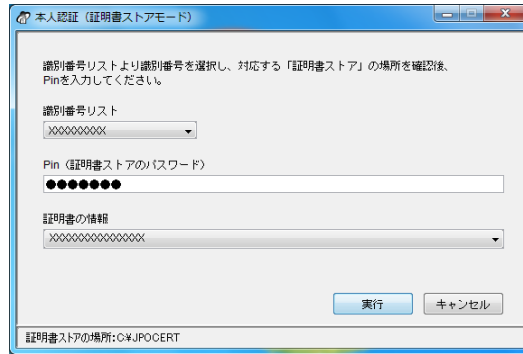 本人認証（証明書ストアモード）
識別番号リストより識別番号を選択し、対応する「証明書ストア」の場所を確認後、
Pinを入力してください。
識別番号リスト
XXXXXXXXX
Pin（証明書ストアのパスワード）
●●●●●●●
証明書の情報
XXXXXXXXXXXXXXX
実行
キャンセル
証明書ストアの場所:C¥JPOCERT